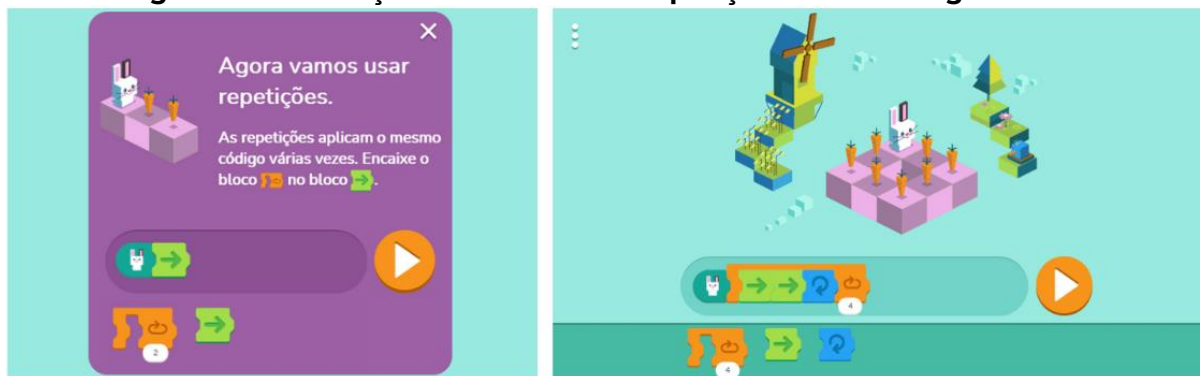 Agora vamos usar
repetições.
As repetições aplicam o mesmo
código várias vezes. Encaixe o
bloco no bloco .
2
4
4